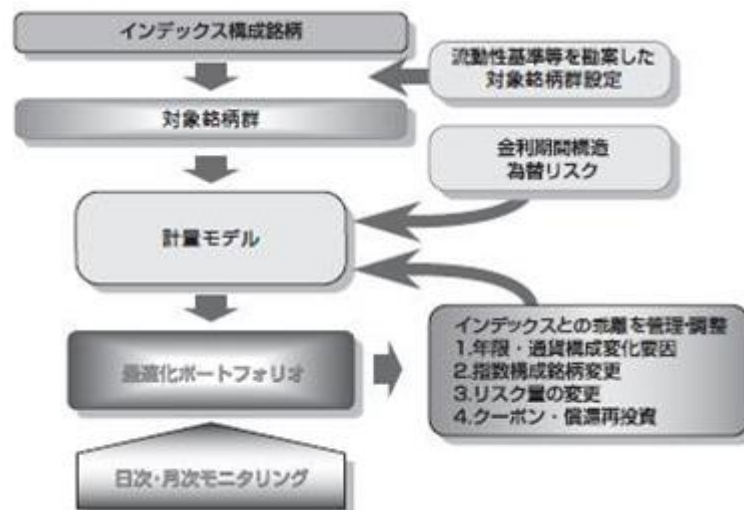 インデックス構成銘柄
流動性基準等を勘案した
対象銘柄群設定
対象銘柄群
金利期間構造
為替リスク
計量モデル
インデックスとの乖離を管理・調整
1.年限・通貨構成変化要因
2.指数構成銘柄変更
3.リスク量の変更
4.クーポン・償還再投資
最適化ポートフォリオ
日次・月次モニタリング